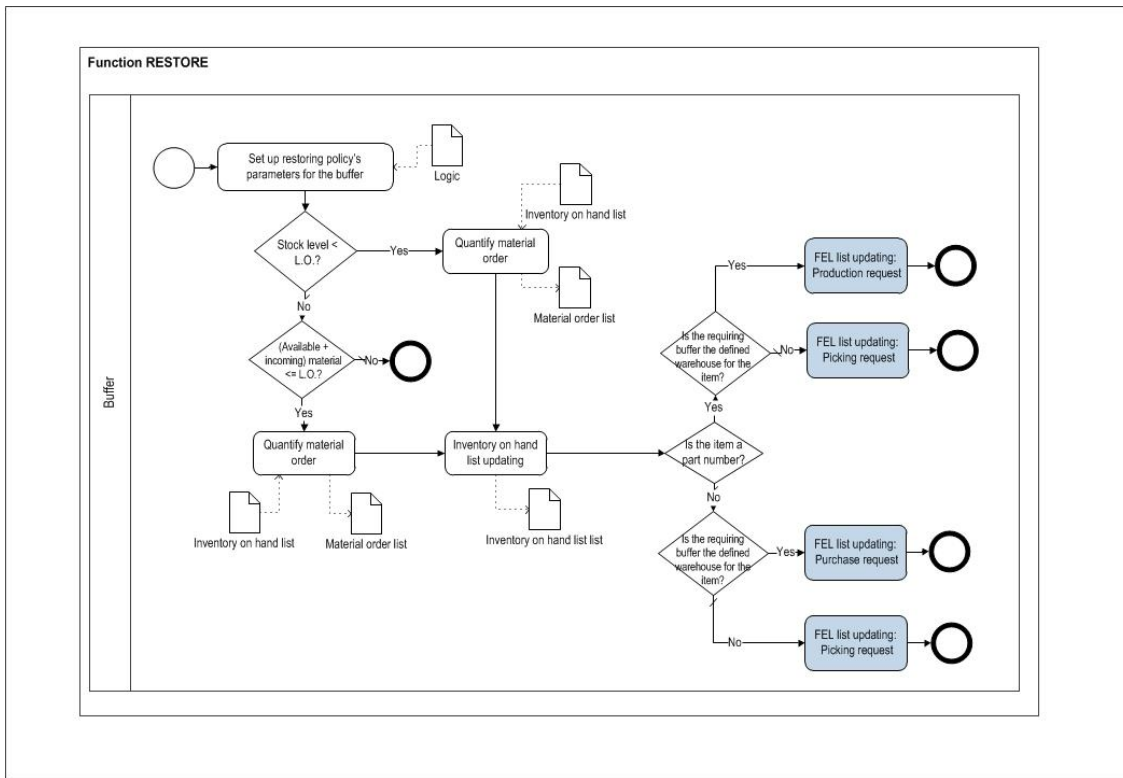 Function RESTORE
Buffer
Set up restoring policy's
parameters for the buffer
Logic
Stock level <
L.O.?
Yes
Quantify material
order
Inventory on hand list
Material order list
No
(Available +
incoming) material
<= L.O.?
No
Yes
Quantify material
order
Inventory on hand list
Material order list
Inventory on hand
list updating
Inventory on hand list list
Is the item a
part number?
Yes
Is the requiring
buffer the defined
warehouse for the
item?
Yes
FEL list updating:
Production request
No
FEL list updating:
Picking request
No
Is the requiring
buffer the defined
warehouse for the
item?
Yes
FEL list updating:
Purchase request
No
FEL list updating:
Picking request